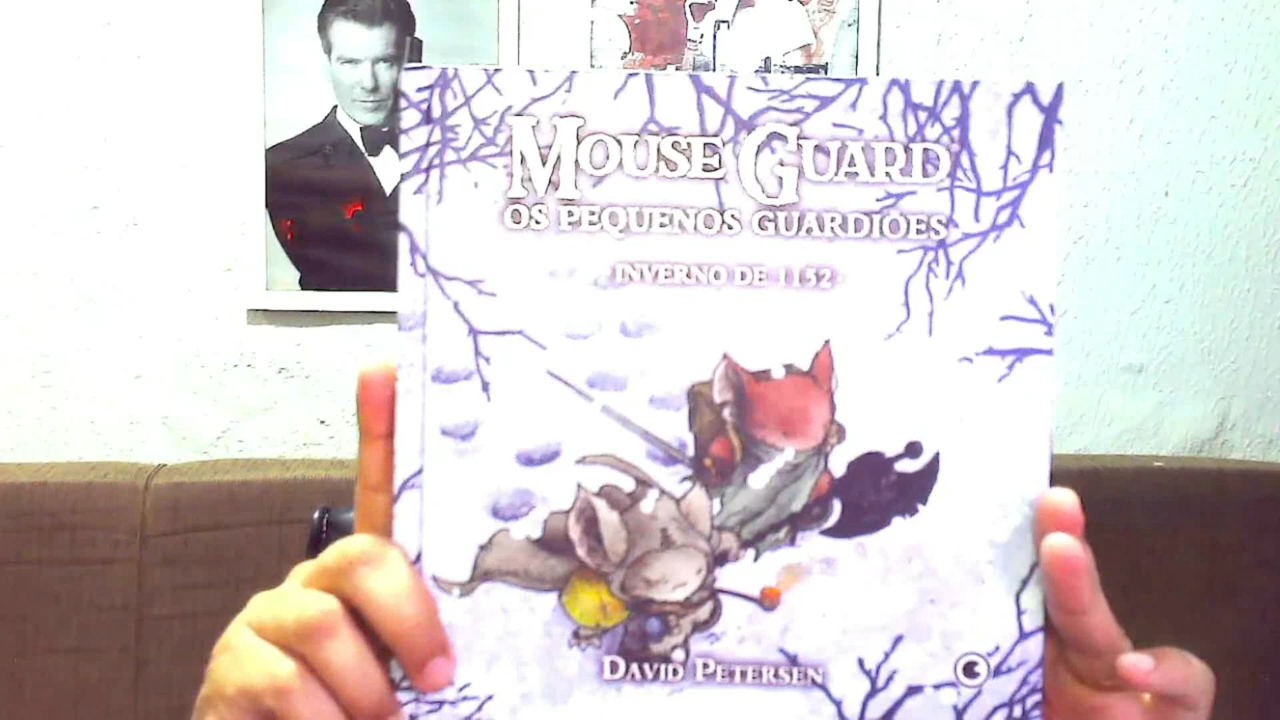 MOUSE GUARD
OS PEQUENOS GUARDIÕES
INVERNO DE 1152
DAVID PETERSEN